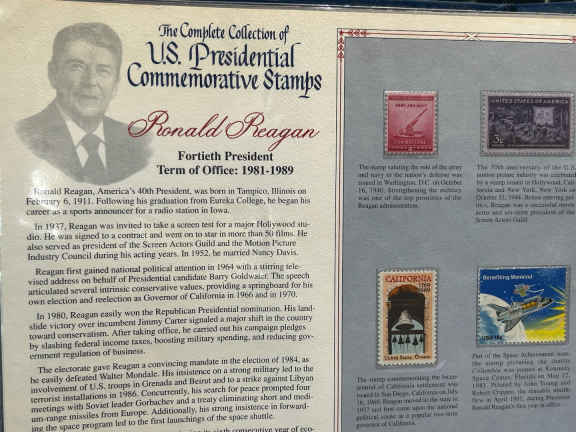 The Complete Collection of
U.S. Presidential
Commemorative Stamps
Ronald Reagan
Fortieth President
Term of Office: 1981-1989
Ronald Reagan, America's 40th President, was born in Tampico, Illinois on
February 6, 1911. Following his graduation from Eureka College, he began his
career as a sports announcer for a radio station in Iowa.
In 1937, Reagan was invited to take a screen test for a major Hollywood stu-
dio. He was signed to a contract and went on to star in more than 50 films. He
also served as president of the Screen Actors Guild and the Motion Picture
Industry Council during his acting years. In 1952, he married Nancy Davis.
Reagan first gained national political attention in 1964 with a stirring tele-
vised address on behalf of Presidential candidate Barry Goldwater. The speech
articulated several intrinsic conservative values, providing a springboard for his
own election and reelection as Governor of California in 1966 and in 1970.
In 1980, Reagan easily won the Republican Presidential nomination. His land-
slide victory over incumbent Jimmy Carter signaled a major shift in the country
toward conservatism. After taking office, he carried out his campaign pledges
by slashing federal income taxes, boosting military spending, and reducing gov-
ernment regulation of business.
The electorate gave Reagan a convincing mandate in the election of 1984, as
he easily defeated Walter Mondale. His insistence on a strong military led to the
involvement of U.S. troops in Grenada and Beirut and to a strike against Libyan
terrorist installations in 1986. Concurrently, his search for peace prompted four
meetings with Soviet leader Gorbachev and a treaty eliminating short and medi-
um-range missiles from Europe. Additionally, his strong insistence in forward-
ing the space program led to the first launchings of the space shuttle.
its sixth consecutive year of eco-
UNITED STATES OF AMERICA
3¢
The stamp saluting the role of the army
and navy in the nation's defense was
issued in Washington, D.C. on October
16, 1940. Strengthening the military
was one of the top priorities of the
Reagan administration.
The 50th anniversary of the U.S.
motion picture industry was celebrated
by a stamp issued in Hollywood, Cali-
fornia and New York, New York on
October 31, 1944. Before entering pol-
itics, Reagan was a successful movie
actor and six-term president of the
Screen Actors Guild.
CALIFORNIA
United States
Benefiting Mankind
The stamp commemorating the bicen-
tennial of California settlement was
issued in San Diego, California on July
16, 1969. Reagan moved to the state in
1937 and first came upon the national
political scene as a popular two-term
governor of California.
Part of the Space Achievement issue,
the stamp picturing the shuttle
Columbia was issued at Kennedy
Space Center, Florida on May 21,
1981. Piloted by John Young and
Robert Crippen, the reusable shuttle
flew in April 1981, during President
Ronald Reagan's first year in office.